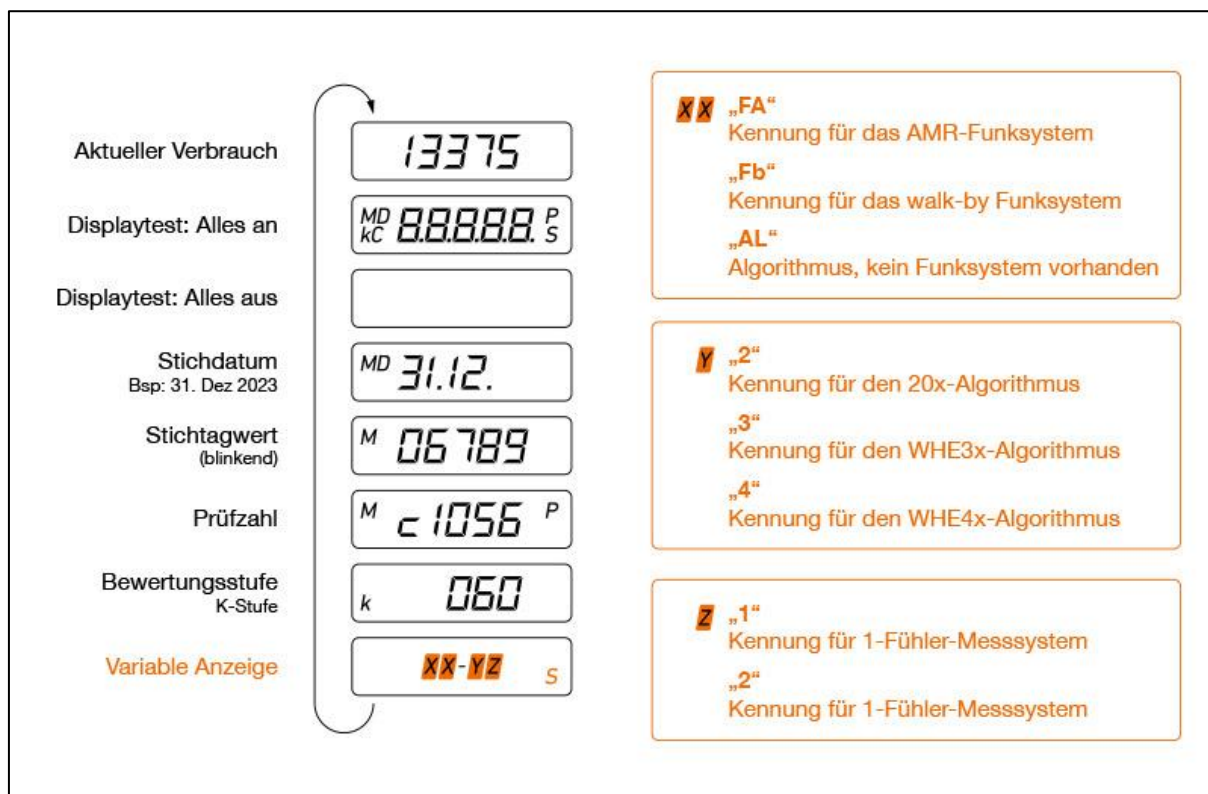 Aktueller Verbrauch
13375
Displaytest: Alles an
MD kC 8.8.8.8.8. P S
Displaytest: Alles aus
Stichdatum
Bsp: 31. Dez 2023
MD 31.12.
Stichtagwert
(blinkend)
M 06789
Prüfzahl
M c1056 P
Bewertungsstufe
K-Stufe
k 060
Variable Anzeige
XX-YZ S
XX „FA“
Kennung für das AMR-Funksystem
„Fb“
Kennung für das walk-by Funksystem
„AL“
Algorithmus, kein Funksystem vorhanden
Y „2“
Kennung für den 20x-Algorithmus
„3“
Kennung für den WHE3x-Algorithmus
„4“
Kennung für den WHE4x-Algorithmus
Z „1“
Kennung für 1-Fühler-Messsystem
„2“
Kennung für 1-Fühler-Messsystem